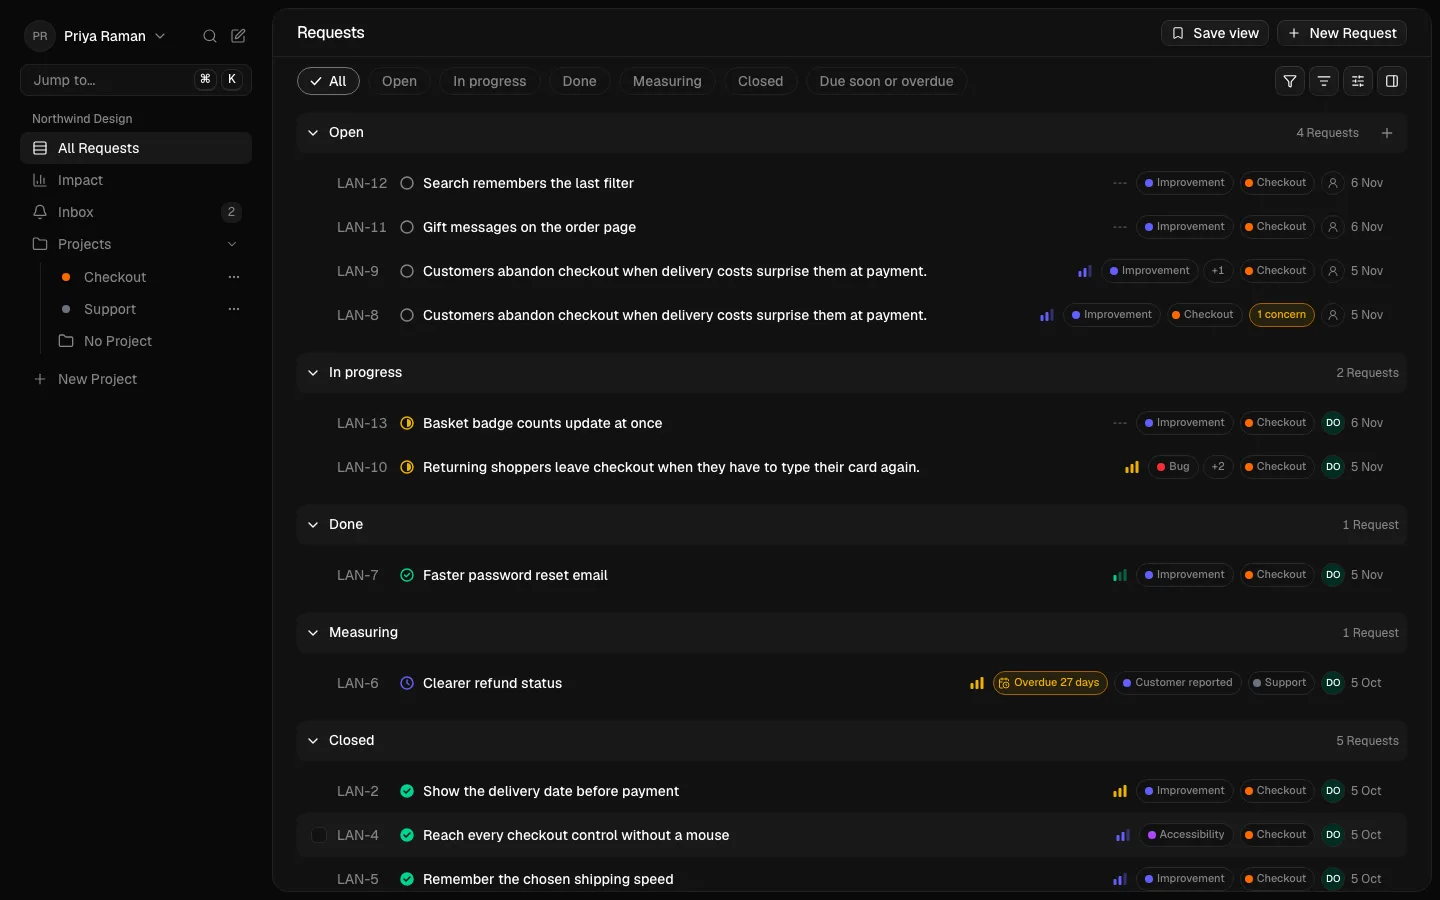 PR Priya Raman
Jump to... ⌘ K
Northwind Design
All Requests
Impact
Inbox 2
Projects
Checkout
Support
No Project
New Project
Requests Save view New Request
All Open In progress Done Measuring Closed Due soon or overdue
Open 4 Requests
LAN-12 Search remembers the last filter --- Improvement Checkout 6 Nov
LAN-11 Gift messages on the order page --- Improvement Checkout 6 Nov
LAN-9 Customers abandon checkout when delivery costs surprise them at payment. Improvement +1 Checkout 5 Nov
LAN-8 Customers abandon checkout when delivery costs surprise them at payment. Improvement Checkout 1 concern 5 Nov
In progress 2 Requests
LAN-13 Basket badge counts update at once --- Improvement Checkout DO 6 Nov
LAN-10 Returning shoppers leave checkout when they have to type their card again. Bug +2 Checkout DO 5 Nov
Done 1 Request
LAN-7 Faster password reset email Improvement Checkout DO 5 Nov
Measuring 1 Request
LAN-6 Clearer refund status Overdue 27 days Customer reported Support DO 5 Oct
Closed 5 Requests
LAN-2 Show the delivery date before payment Improvement Checkout DO 5 Oct
LAN-4 Reach every checkout control without a mouse Accessibility Checkout DO 5 Oct
LAN-5 Remember the chosen shipping speed Improvement Checkout DO 5 Oct